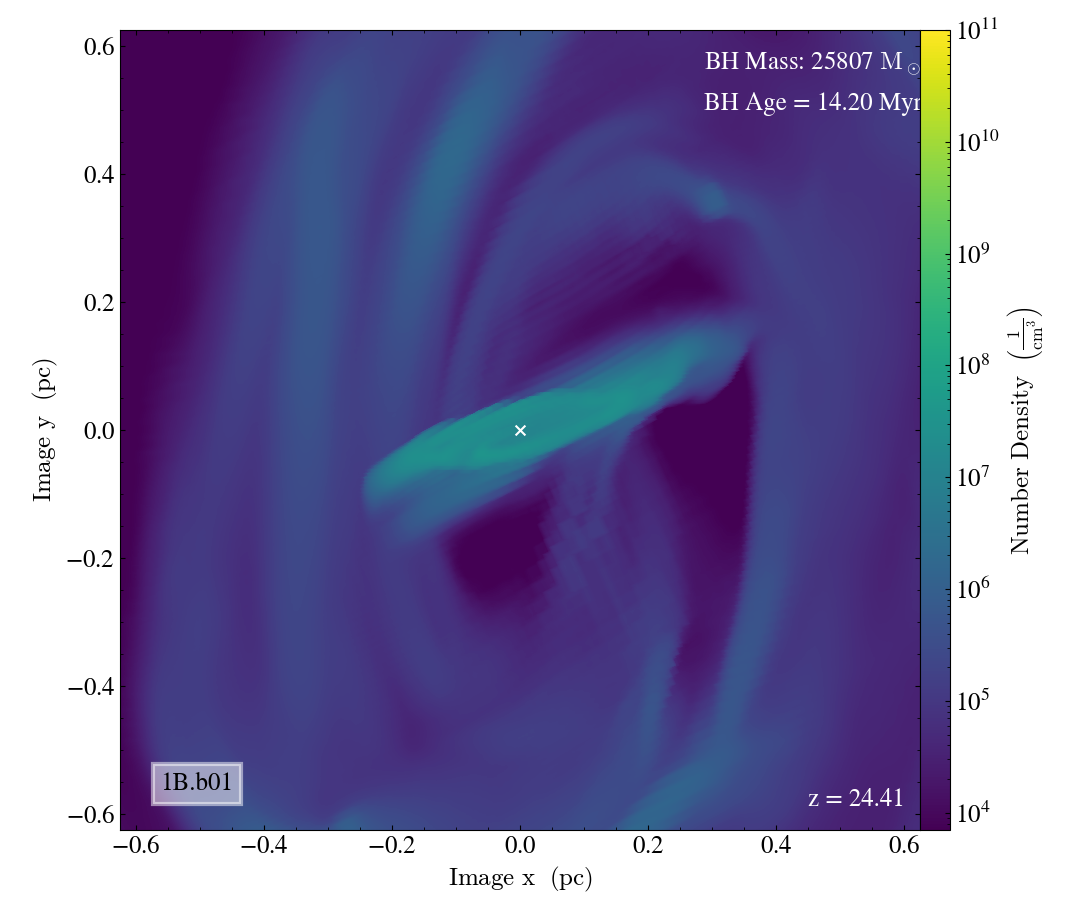 BH Mass: 25807 M⊙
BH Age = 14.20 Myr
1B.b01
z = 24.41
0.6
0.4
0.2
0.0
−0.2
−0.4
−0.6
Image y (pc)
−0.6 −0.4 −0.2 0.0 0.2 0.4 0.6
Image x (pc)
10^11
10^10
10^9
10^8
10^7
10^6
10^5
10^4
Number Density (1/cm^3)